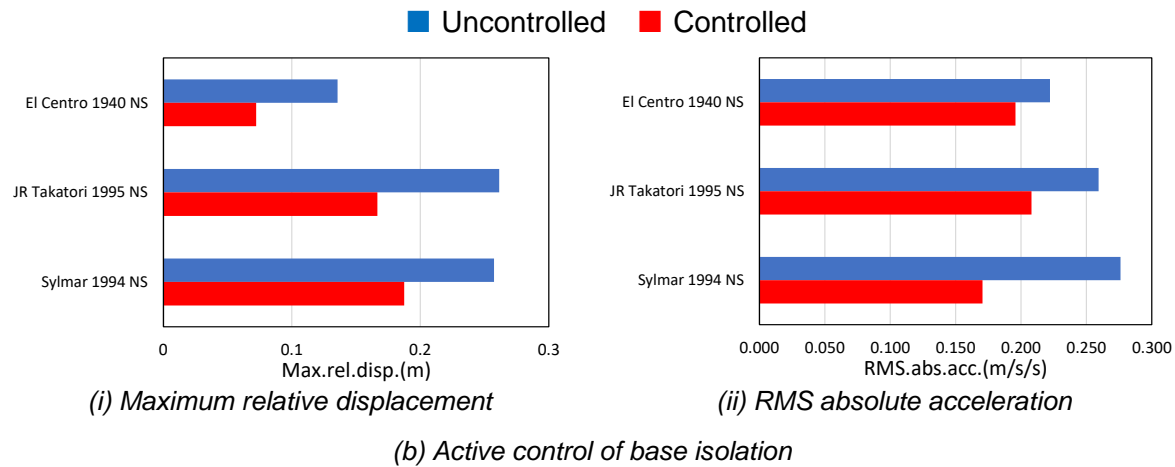 Uncontrolled Controlled
El Centro 1940 NS
JR Takatori 1995 NS
Sylmar 1994 NS
0 0.1 0.2 0.3
Max.rel.disp.(m)
(i) Maximum relative displacement
El Centro 1940 NS
JR Takatori 1995 NS
Sylmar 1994 NS
0.000 0.050 0.100 0.150 0.200 0.250 0.300
RMS.abs.acc.(m/s/s)
(ii) RMS absolute acceleration
(b) Active control of base isolation